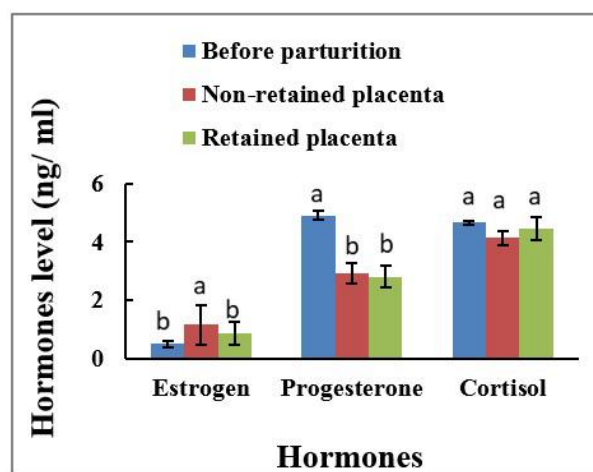 Before parturition
Non-retained placenta
Retained placenta
Hormones level (ng/ ml)
6
4
2
0
b a b
a b b
a a a
Estrogen Progesterone Cortisol
Hormones